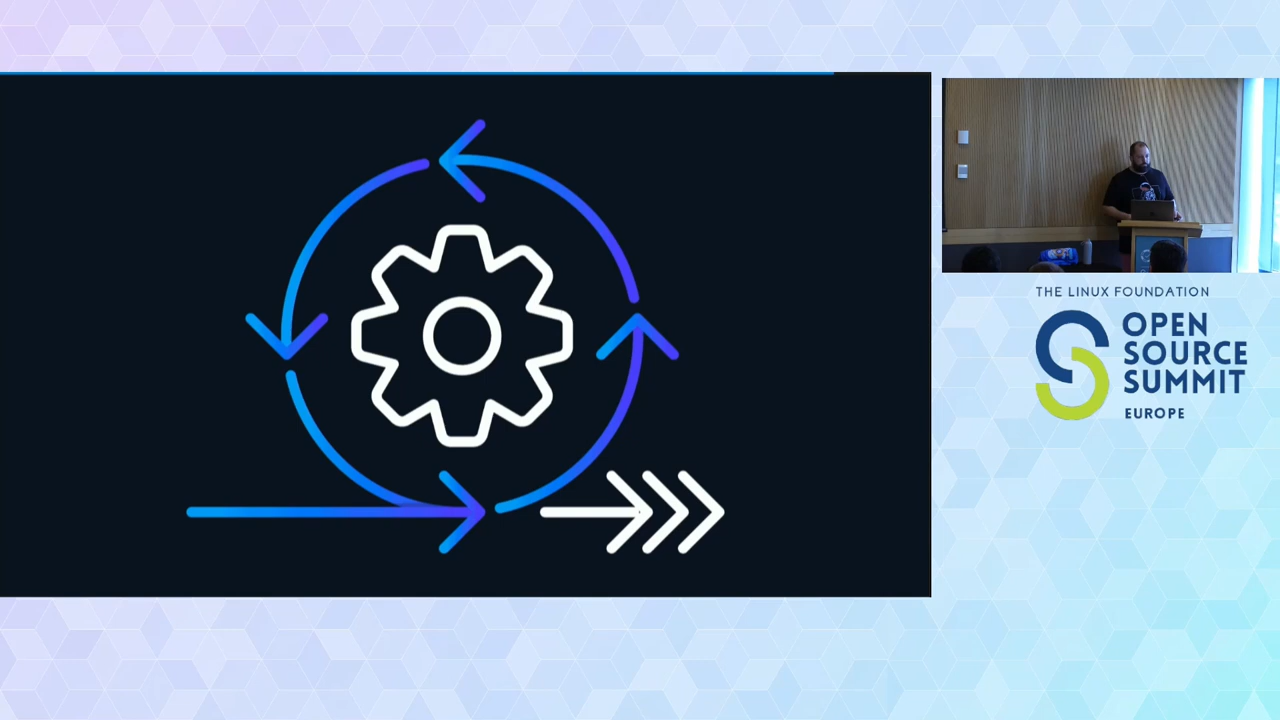 THE LINUX FOUNDATION
OPEN
SOURCE
SUMMIT
EUROPE